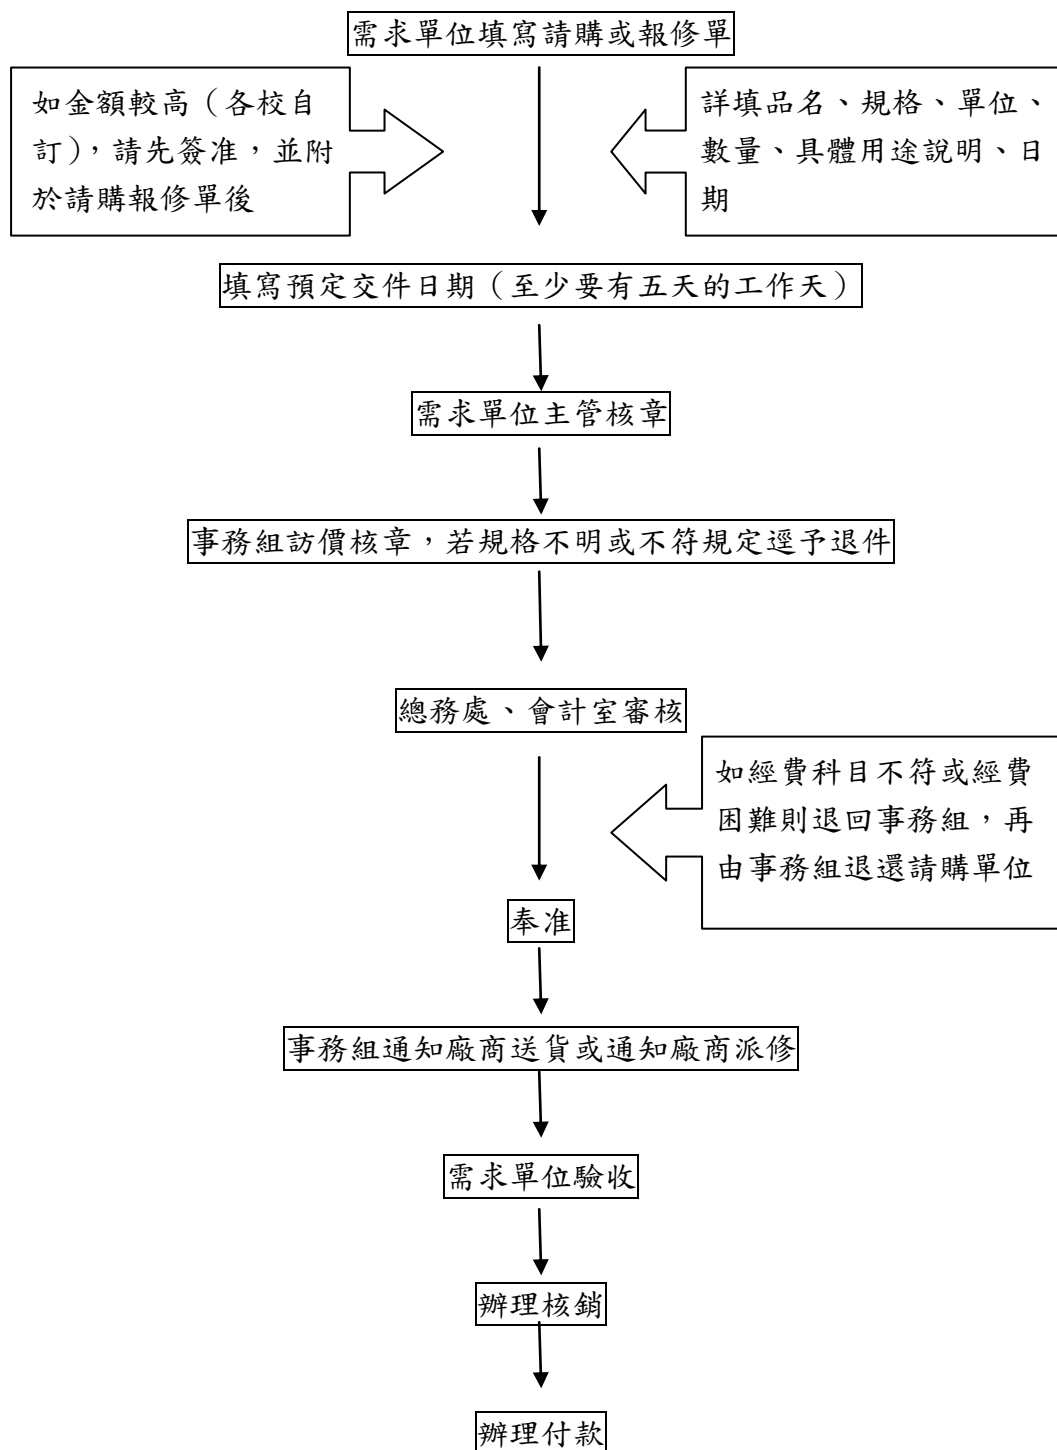 需求單位填寫請購或報修單
如金額較高（各校自
訂），請先簽准，並附
於請購報修單後
詳填品名、規格、單位、
數量、具體用途說明、日
期
填寫預定交件日期（至少要有五天的工作天）
需求單位主管核章
事務組訪價核章，若規格不明或不符規定逕予退件
總務處、會計室審核
如經費科目不符或經費
困難則退回事務組，再
由事務組退還請購單位
奉准
事務組通知廠商送貨或通知廠商派修
需求單位驗收
辦理核銷
辦理付款